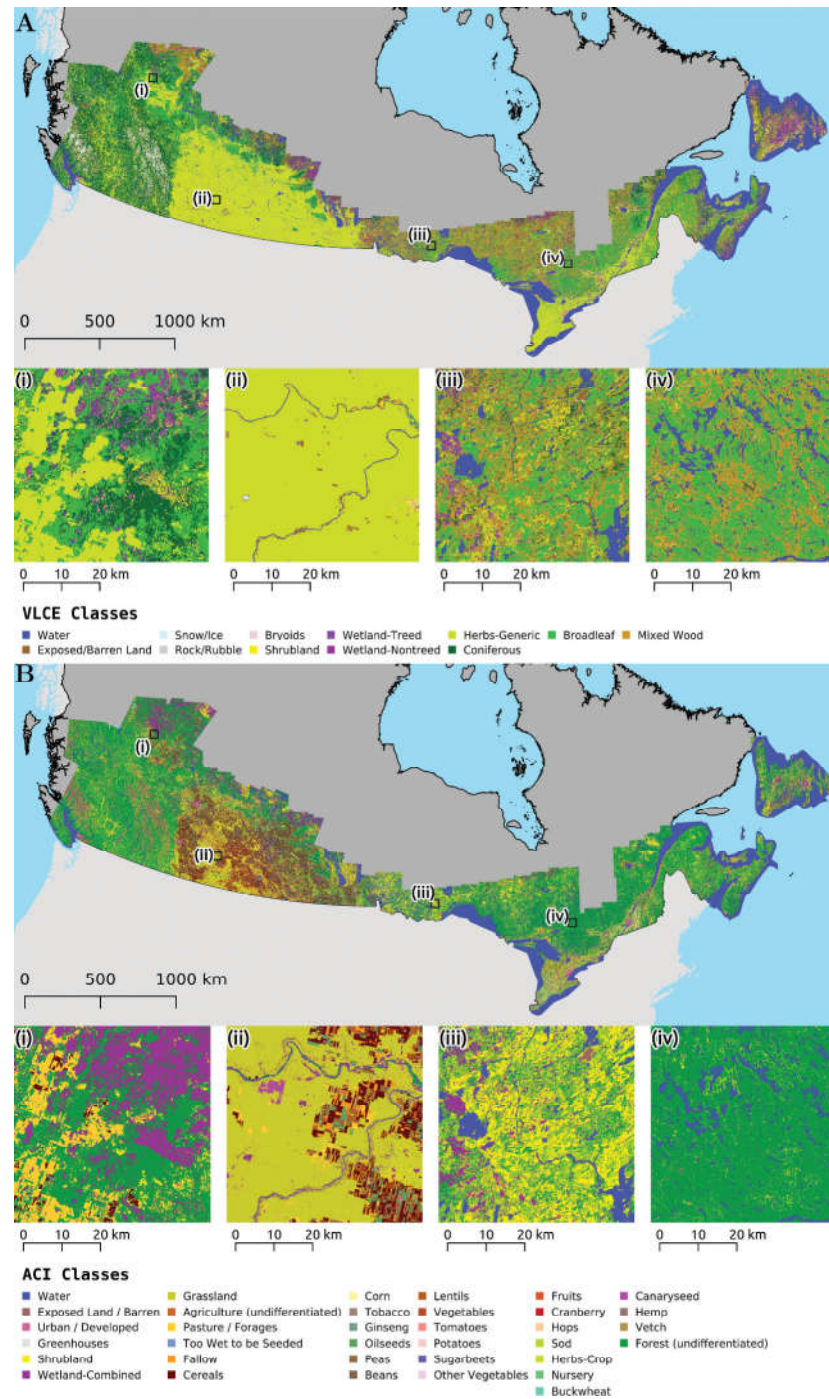 A
(i)
(ii)
(iii)
(iv)
0 500 1000 km
(i) (ii) (iii) (iv)
0 10 20 km 0 10 20 km 0 10 20 km 0 10 20 km
VLCE Classes
Water Snow/Ice Bryoids Wetland-Treed Herbs-Generic Broadleaf Mixed Wood
Exposed/Barren Land Rock/Rubble Shrubland Wetland-Nontreed Coniferous
B
(i)
(ii)
(iii)
(iv)
0 500 1000 km
(i) (ii) (iii) (iv)
0 10 20 km 0 10 20 km 0 10 20 km 0 10 20 km
ACI Classes
Water Grassland Corn Lentils Fruits Canaryseed
Exposed Land / Barren Agriculture (undifferentiated) Tobacco Vegetables Cranberry Hemp
Urban / Developed Pasture / Forages Ginseng Tomatoes Hops Vetch
Greenhouses Too Wet to be Seeded Oilseeds Potatoes Sod Forest (undifferentiated)
Shrubland Fallow Peas Sugarbeets Herbs-Crop
Wetland-Combined Cereals Beans Other Vegetables Nursery
Buckwheat